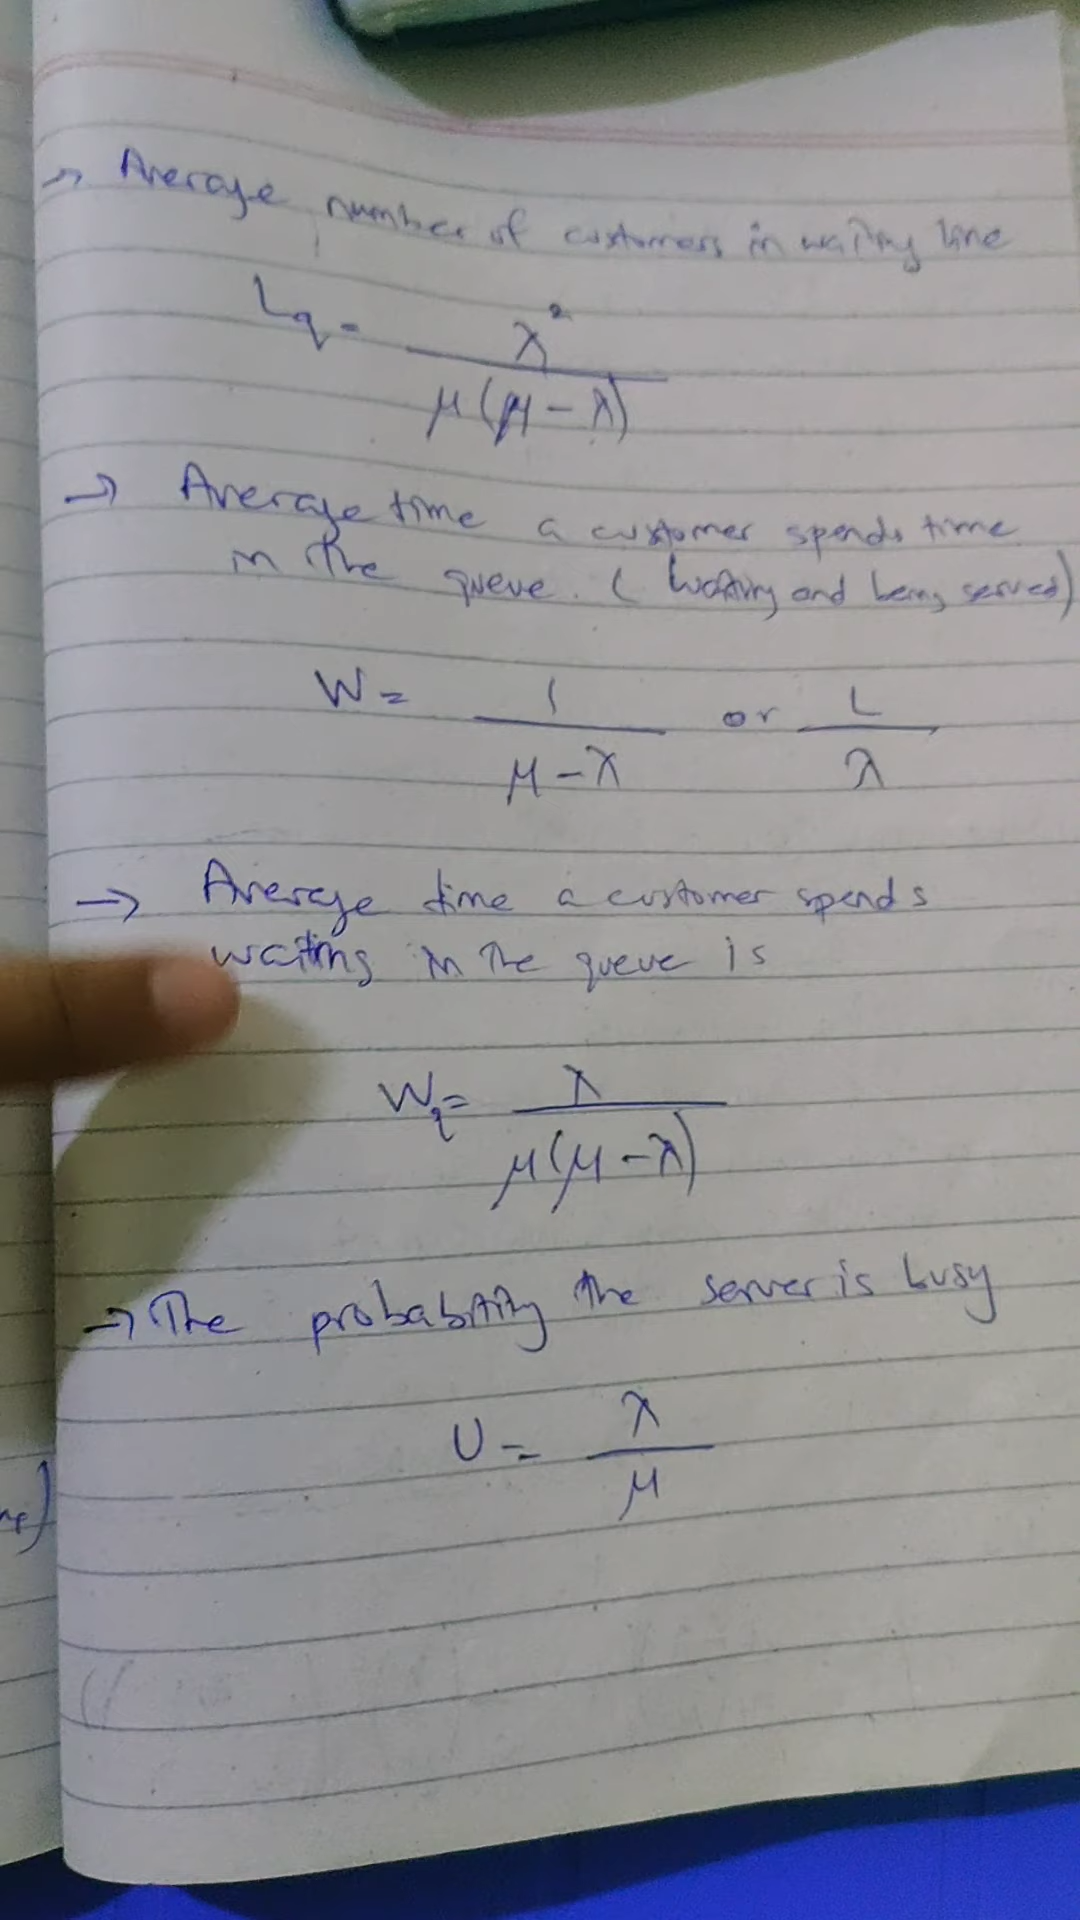 → Average number of customers in waiting line
Lq = λ²
μ(μ - λ)
→ Average time a customer spends time
in the queue. ( waiting and being served)
W = 1 or L
μ - λ λ
→ Average time a customer spends
waiting in the queue is
Wq = λ
μ(μ - λ)
→ The probability the server is busy
U = λ
μ